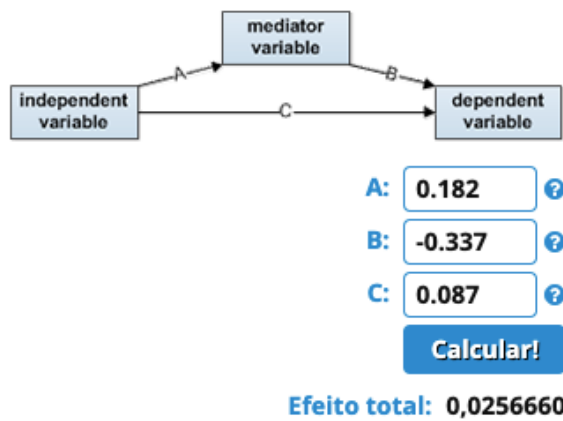 mediator
variable
A
B
independent
variable
C
dependent
variable
A: 0.182 ?
B: -0.337 ?
C: 0.087 ?
Calcular!
Efeito total: 0,0256660